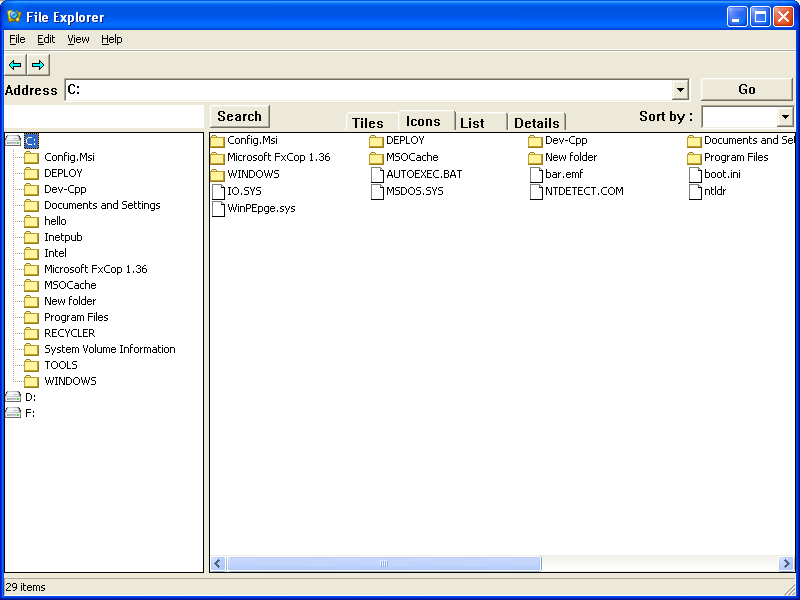 File Explorer
File Edit View Help
Address C: Go
Search Tiles Icons List Details Sort by :
C:
Config.Msi
DEPLOY
Dev-Cpp
Documents and Settings
hello
Inetpub
Intel
Microsoft FxCop 1.36
MSOCache
New folder
Program Files
RECYCLER
System Volume Information
TOOLS
WINDOWS
D:
F:
Config.Msi DEPLOY Dev-Cpp Documents and Set
Microsoft FxCop 1.36 MSOCache New folder Program Files
WINDOWS AUTOEXEC.BAT bar.emf boot.ini
IO.SYS MSDOS.SYS NTDETECT.COM ntldr
WinPEpge.sys
29 items